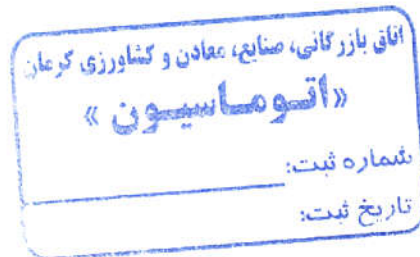 اتاق بازرگانی، صنایع، معادن و کشاورزی کرمان
«اتوماسیون»
شماره ثبت:
تاریخ ثبت: